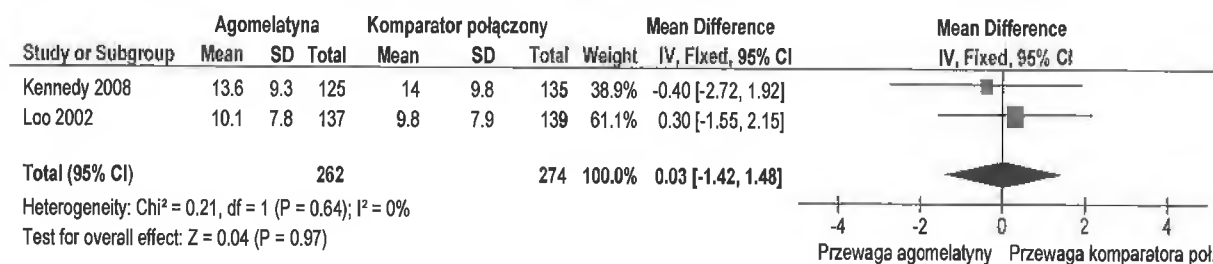 Agomelatyna Komparator połączony Mean Difference Mean Difference
Study or Subgroup Mean SD Total Mean SD Total Weight IV, Fixed, 95% CI IV, Fixed, 95% CI
Kennedy 2008 13.6 9.3 125 14 9.8 135 38.9% -0.40 [-2.72, 1.92]
Loo 2002 10.1 7.8 137 9.8 7.9 139 61.1% 0.30 [-1.55, 2.15]
Total (95% CI) 262 274 100.0% 0.03 [-1.42, 1.48]
Heterogeneity: Chi² = 0.21, df = 1 (P = 0.64); I² = 0%
Test for overall effect: Z = 0.04 (P = 0.97)
-4 -2 0 2 4
Przewaga agomelatyny Przewaga komparatora poł.